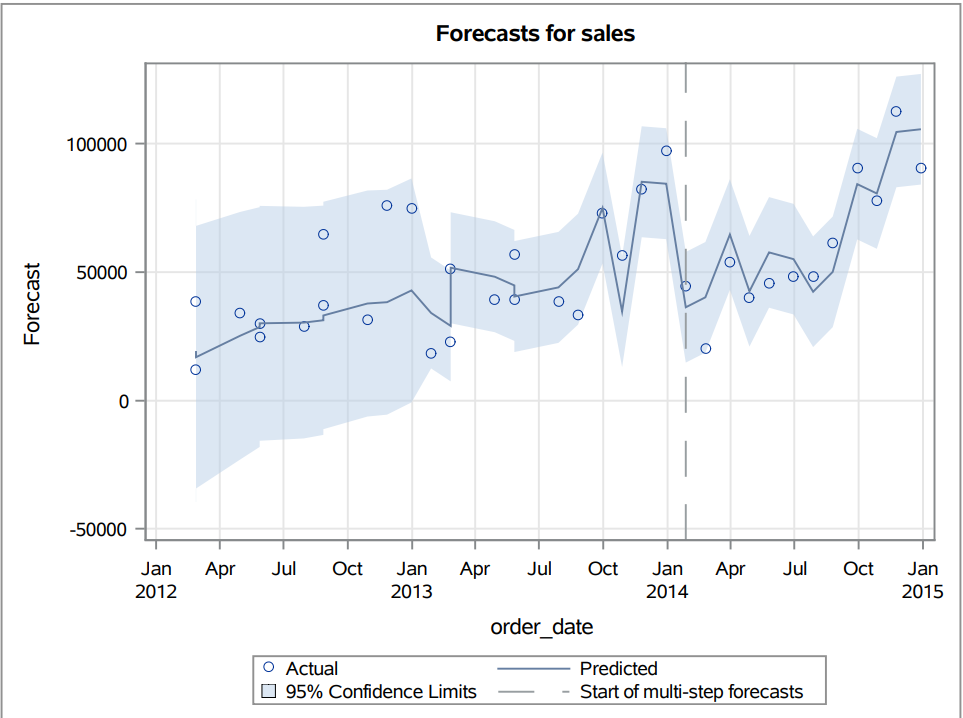 Forecasts for sales
Forecast
100000
50000
0
-50000
Jan Apr Jul Oct Jan Apr Jul Oct Jan Apr Jul Oct Jan
2012 2013 2014 2015
order_date
Actual Predicted
95% Confidence Limits Start of multi-step forecasts